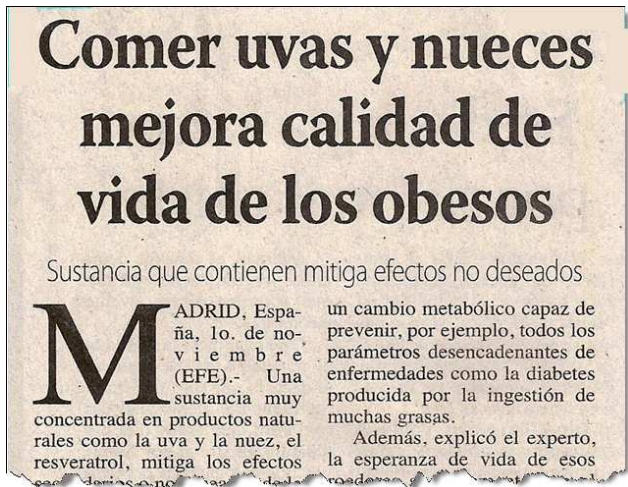 Comer uvas y nueces
mejora calidad de
vida de los obesos
Sustancia que contienen mitiga efectos no deseados
MADRID, Espa-
ña, 1o. de no-
viembre
(EFE).- Una
sustancia muy
concentrada en productos natu-
rales como la uva y la nuez, el
resveratrol, mitiga los efectos
un cambio metabólico capaz de
prevenir, por ejemplo, todos los
parámetros desencadenantes de
enfermedades como la diabetes
producida por la ingestión de
muchas grasas.
Además, explicó el experto,
la esperanza de vida de esos